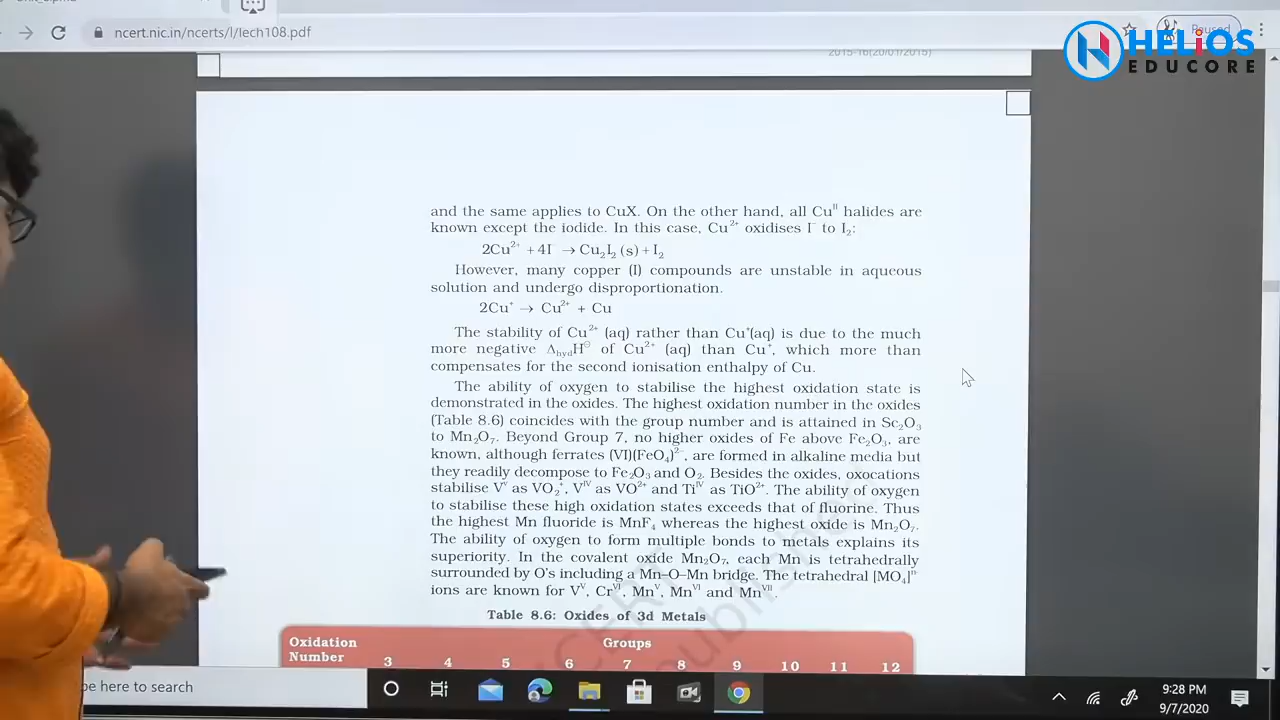 ncert.nic.in/ncerts/l/lech108.pdf
Paused
HELiOS
EDUCORE
2015-16(20/01/2015)
and the same applies to CuX. On the other hand, all Cuᴵᴵ halides are
known except the iodide. In this case, Cu²⁺ oxidises I⁻ to I₂:
2Cu²⁺ + 4I⁻ → Cu₂I₂ (s) + I₂
However, many copper (I) compounds are unstable in aqueous
solution and undergo disproportionation.
2Cu⁺ → Cu²⁺ + Cu
The stability of Cu²⁺ (aq) rather than Cu⁺(aq) is due to the much
more negative ΔhydH⊖ of Cu²⁺ (aq) than Cu⁺, which more than
compensates for the second ionisation enthalpy of Cu.
The ability of oxygen to stabilise the highest oxidation state is
demonstrated in the oxides. The highest oxidation number in the oxides
(Table 8.6) coincides with the group number and is attained in Sc₂O₃
to Mn₂O₇. Beyond Group 7, no higher oxides of Fe above Fe₂O₃, are
known, although ferrates (VI)(FeO₄)²⁻, are formed in alkaline media but
they readily decompose to Fe₂O₃ and O₂. Besides the oxides, oxocations
stabilise Vᵛ as VO₂⁺, Vᴵⱽ as VO²⁺ and Tiᴵⱽ as TiO²⁺. The ability of oxygen
to stabilise these high oxidation states exceeds that of fluorine. Thus
the highest Mn fluoride is MnF₄ whereas the highest oxide is Mn₂O₇.
The ability of oxygen to form multiple bonds to metals explains its
superiority. In the covalent oxide Mn₂O₇, each Mn is tetrahedrally
surrounded by O's including a Mn–O–Mn bridge. The tetrahedral [MO₄]ⁿ⁻
ions are known for Vⱽ, Crⱽᴵ, Mnⱽ, Mnⱽᴵ and Mnⱽᴵᴵ.
Table 8.6: Oxides of 3d Metals
Oxidation Number
Groups
3 4 5 6 7 8 9 10 11 12
pe here to search
9:28 PM
9/7/2020